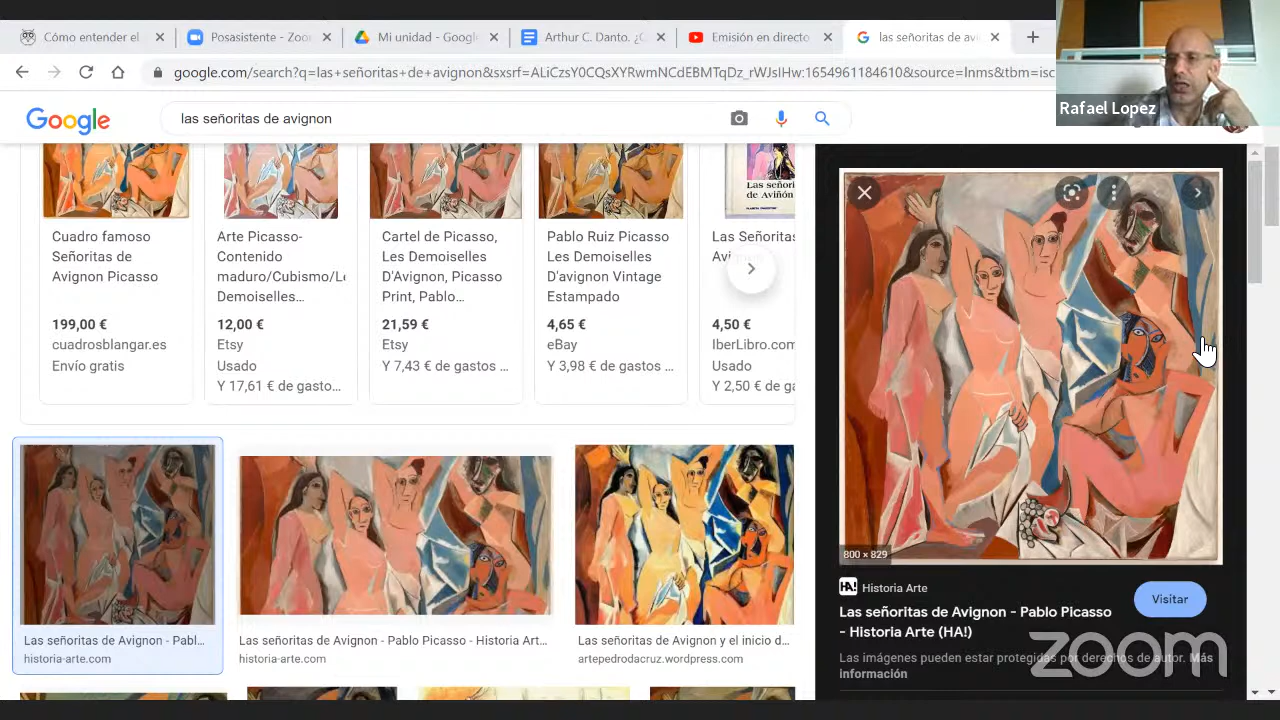 Cómo entender el
Posasistente - Zoo
Mi unidad - Google
Arthur C. Danto. ¿
Emisión en directo
las señoritas de avi
google.com/search?q=las+señoritas+de+avignon&sxsrf=
Rafael Lopez
Google
las señoritas de avignon
Las señori
de Aviñón
Cuadro famoso
Señoritas de
Avignon Picasso
199,00 €
cuadrosblangar.es
Envío gratis
Arte Picasso-
Contenido
maduro/Cubismo/Le
Demoiselles...
12,00 €
Etsy
Usado
Y 17,61 € de gasto...
Cartel de Picasso,
Les Demoiselles
D'Avignon, Picasso
Print, Pablo...
21,59 €
Etsy
Y 7,43 € de gastos ...
Pablo Ruiz Picasso
Les Demoiselles
D'avignon Vintage
Estampado
4,65 €
eBay
Y 3,98 € de gastos ...
Las Señoritas
4,50 €
IberLibro.com
Usado
Y 2,50 € de ga
Las señoritas de Avignon - Pabl...
historia-arte.com
Las señoritas de Avignon - Pablo Picasso - Historia Art...
historia-arte.com
Las señoritas de Avignon y el inicio d...
artepedrodacruz.wordpress.com
800 × 829
HA! Historia Arte
Las señoritas de Avignon - Pablo Picasso
- Historia Arte (HA!)
Visitar
Las imágenes pueden estar protegidas por derechos de autor. Más
información
zoom